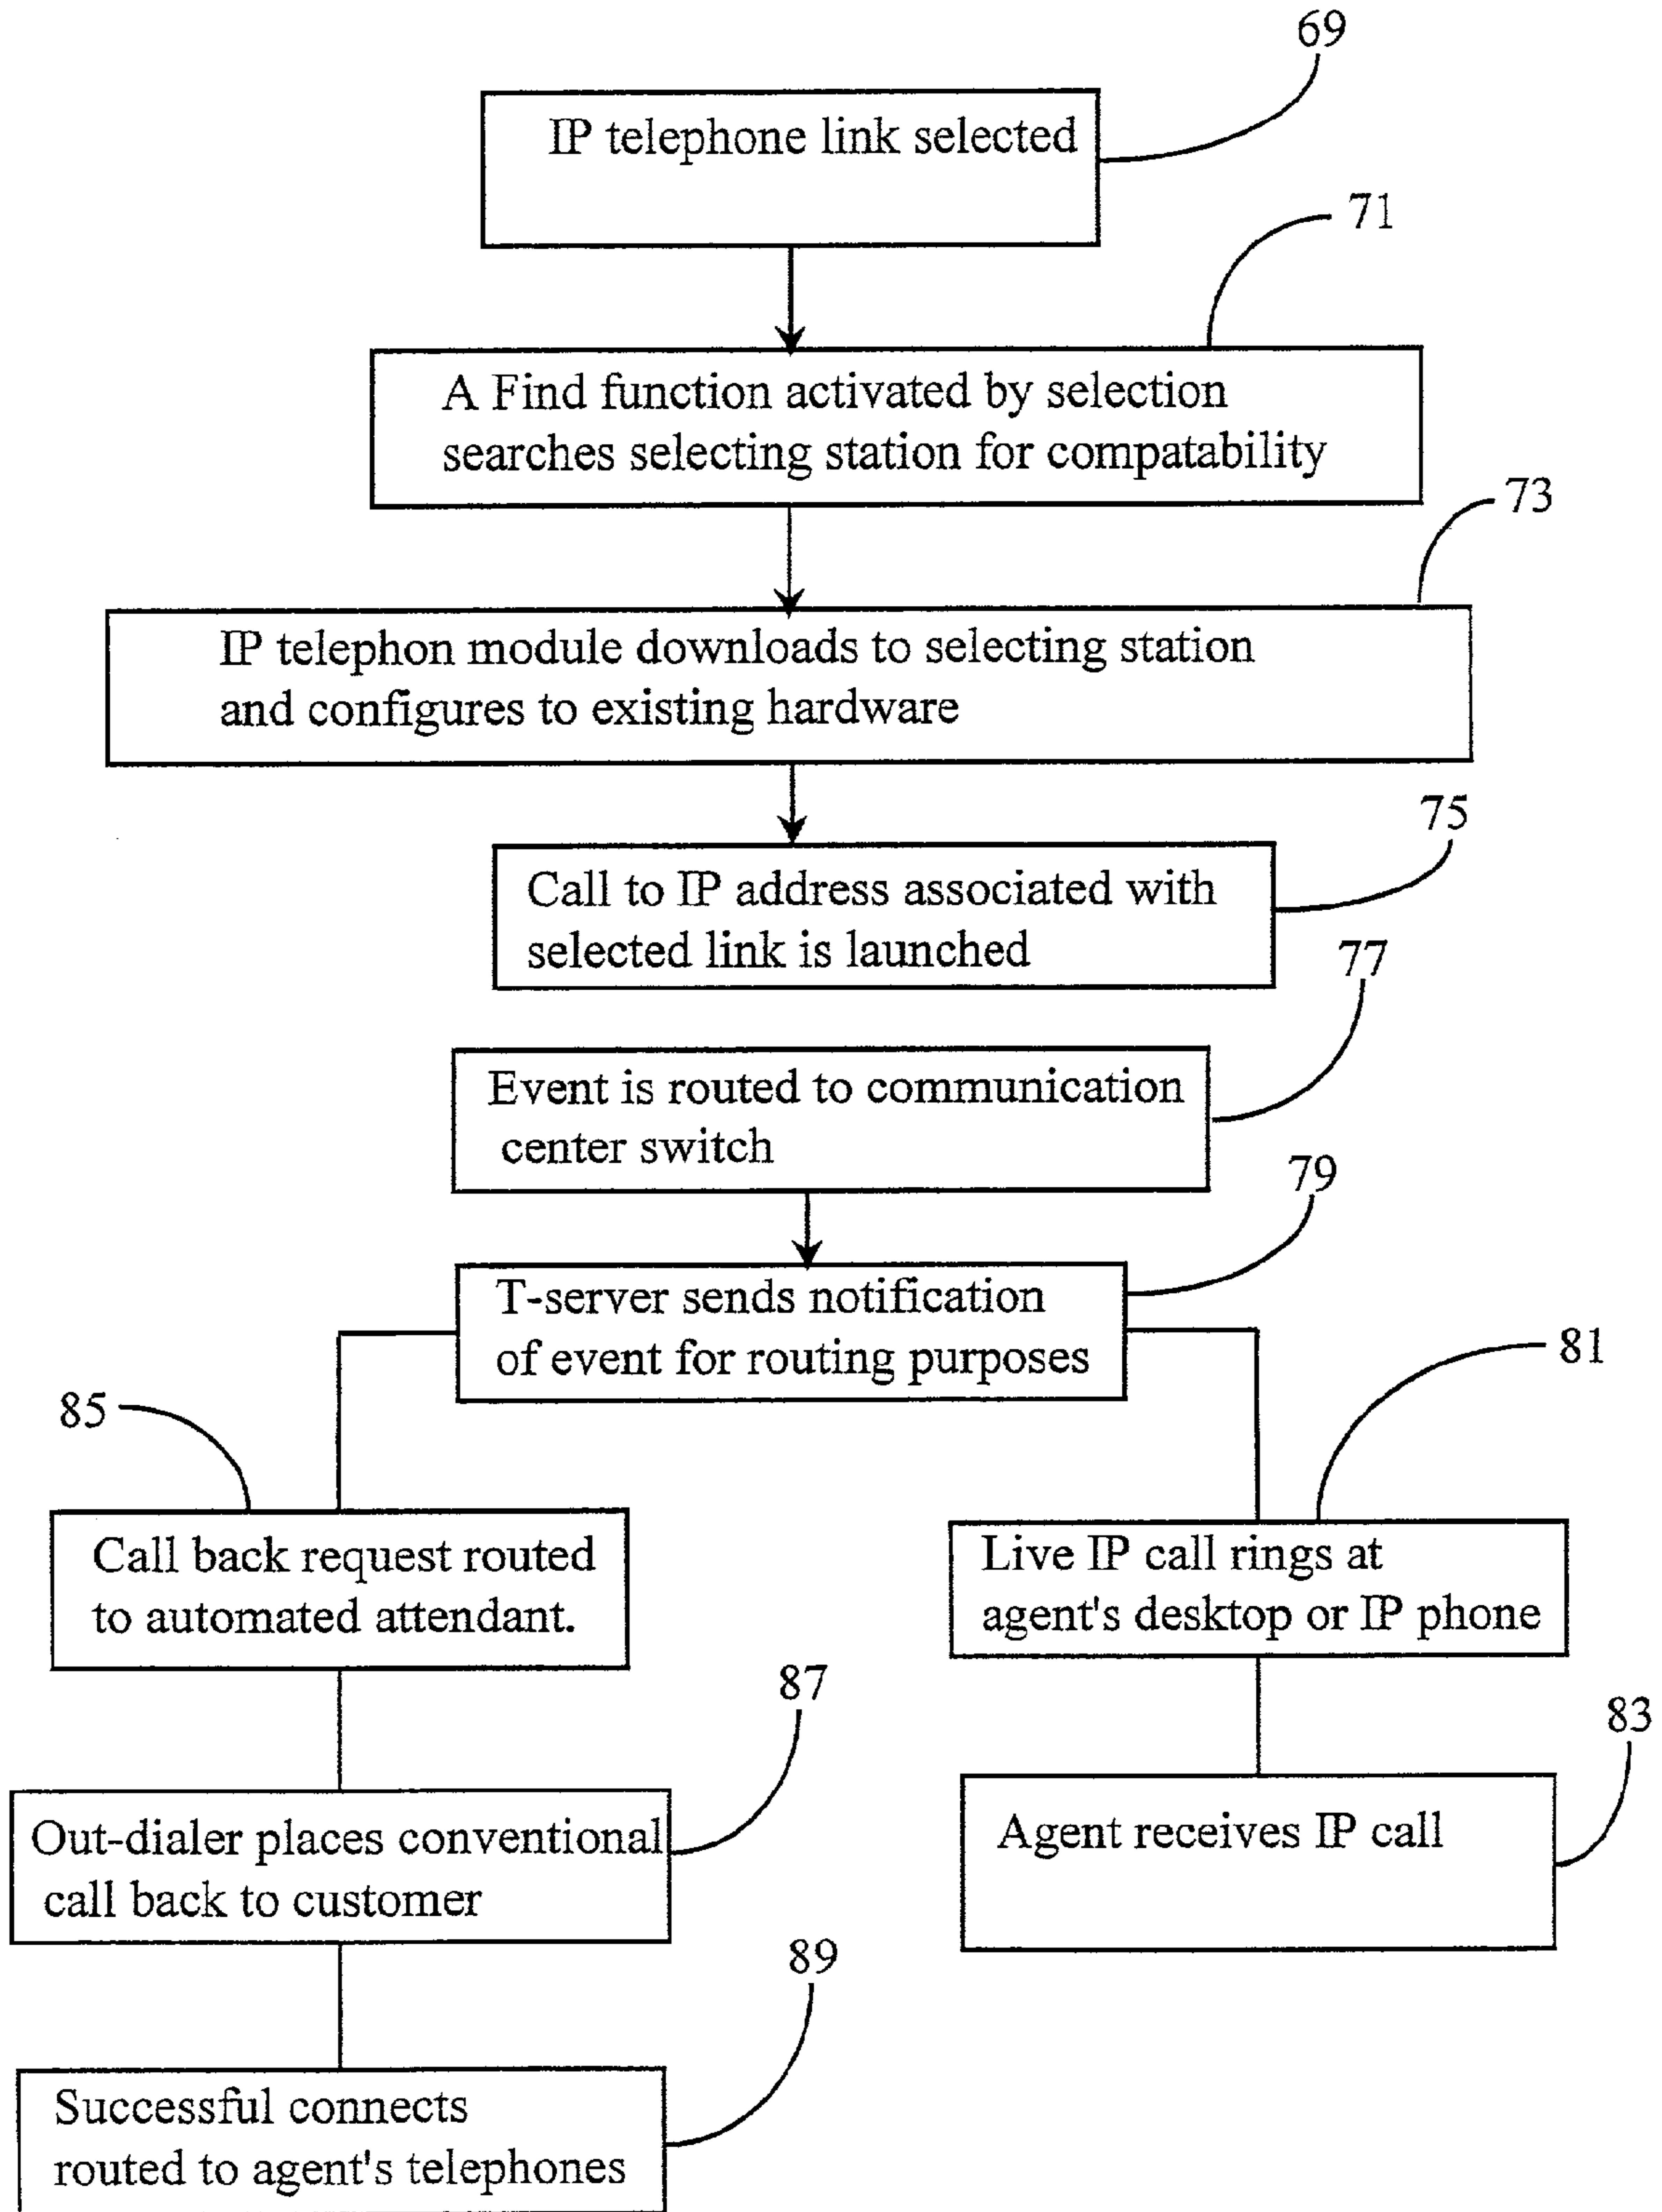 69
IP telephone link selected
71
A Find function activated by selection
searches selecting station for compatability
73
IP telephon module downloads to selecting station
and configures to existing hardware
75
Call to IP address associated with
selected link is launched
77
Event is routed to communication
center switch
79
T-server sends notification
of event for routing purposes
81
85
Call back request routed
to automated attendant.
Live IP call rings at
agent's desktop or IP phone
87
83
Out-dialer places conventional
call back to customer
Agent receives IP call
89
Successful connects
routed to agent's telephones